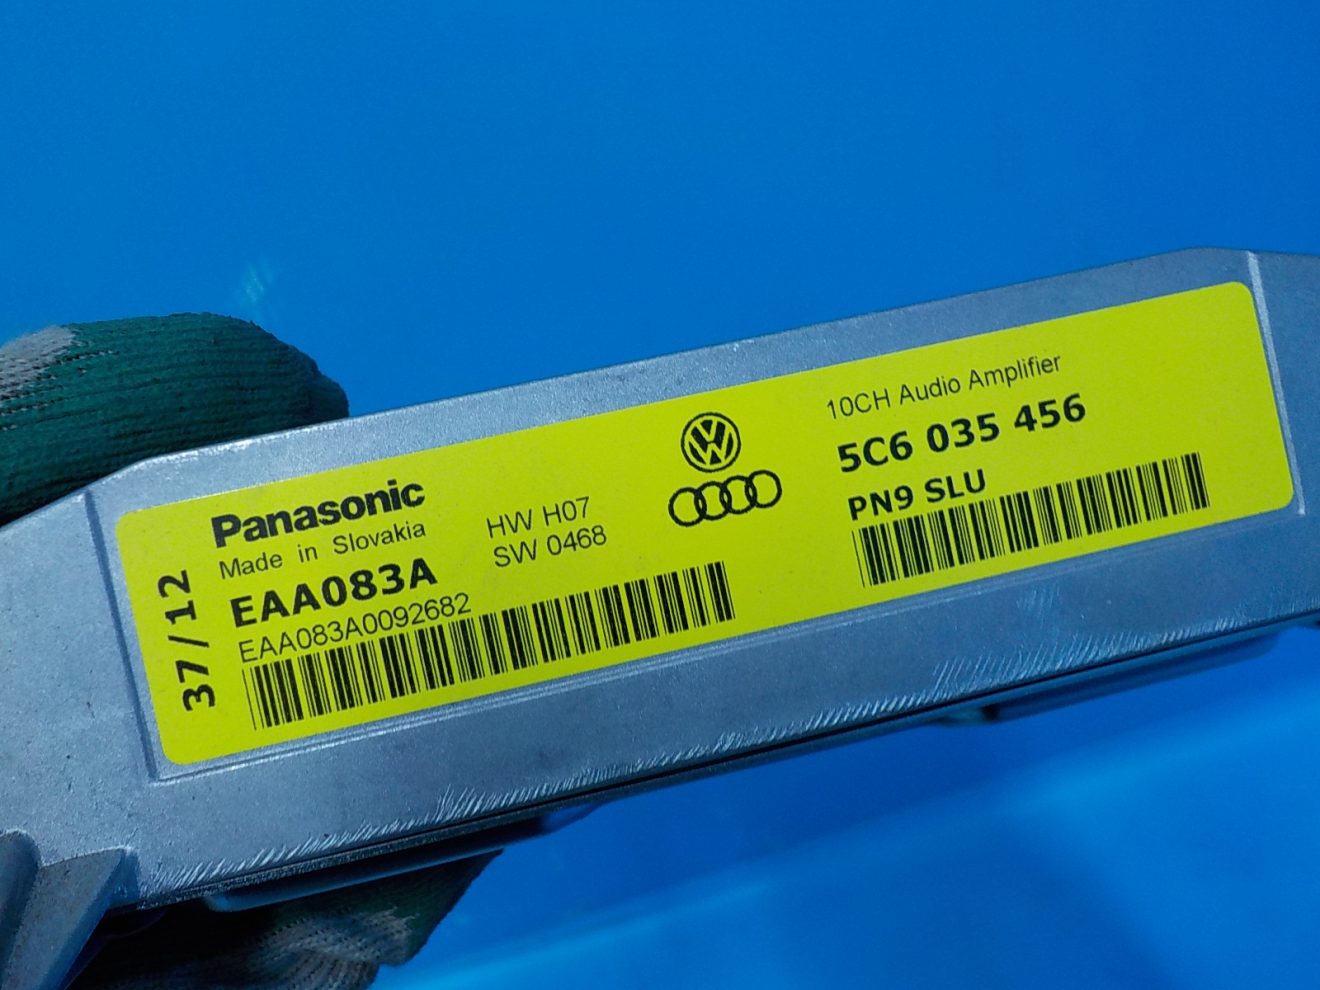 37/12
Panasonic
Made in Slovakia
EAA083A
EAA083A0092682
HW H07
SW 0468
VW
10CH Audio Amplifier
5C6 035 456
PN9 SLU